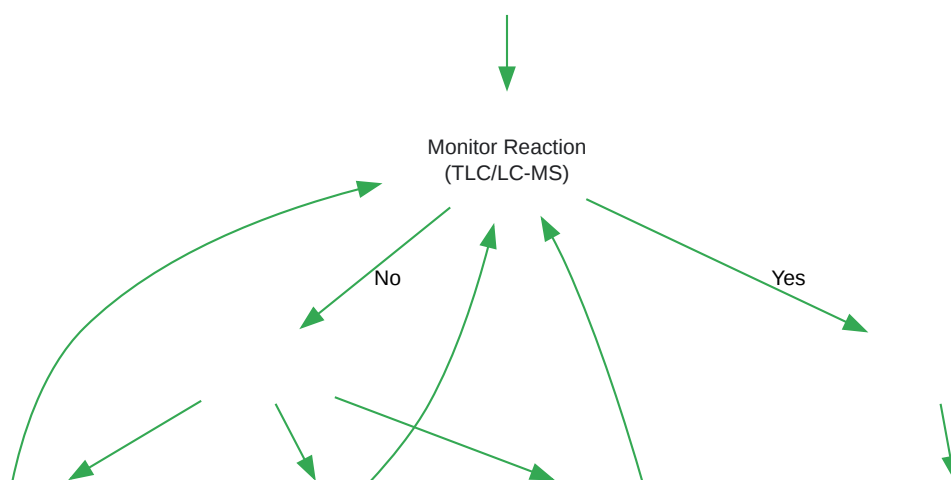 Monitor Reaction
(TLC/LC-MS)
No
Yes